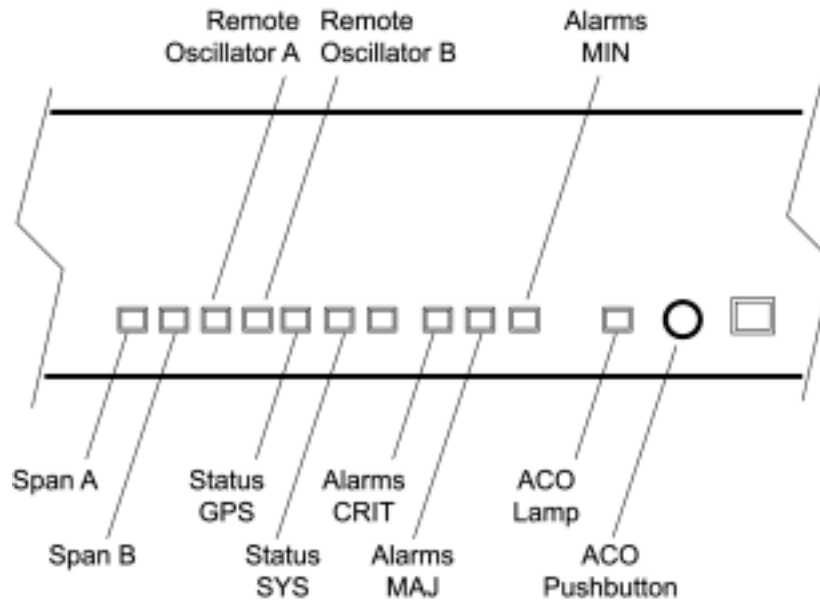 Remote
Oscillator A
Remote
Oscillator B
Alarms
MIN
Span A
Status
GPS
Alarms
CRIT
ACO
Lamp
Span B
Status
SYS
Alarms
MAJ
ACO
Pushbutton